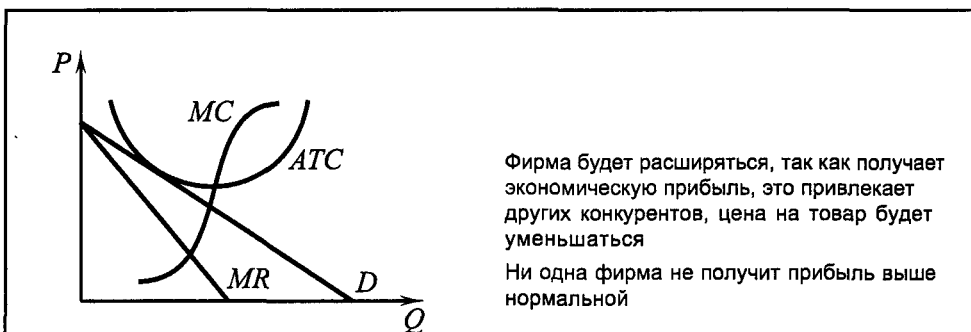 P
MC
ATC
MR
D
Q
Фирма будет расширяться, так как получает
экономическую прибыль, это привлекает
других конкурентов, цена на товар будет
уменьшаться
Ни одна фирма не получит прибыль выше
нормальной